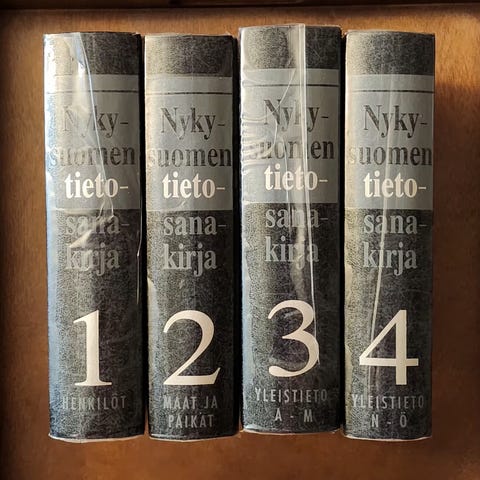 Nyky-
suomen
tieto-
sana-
kirja
1
HENKILÖT
Nyky-
suomen
tieto-
sana-
kirja
2
MAAT JA
PAIKAT
Nyky-
suomen
tieto-
sana-
kirja
3
YLEISTIETO
A - M
Nyky-
suomen
tieto-
sana-
kirja
4
YLEISTIETO
N - Ö